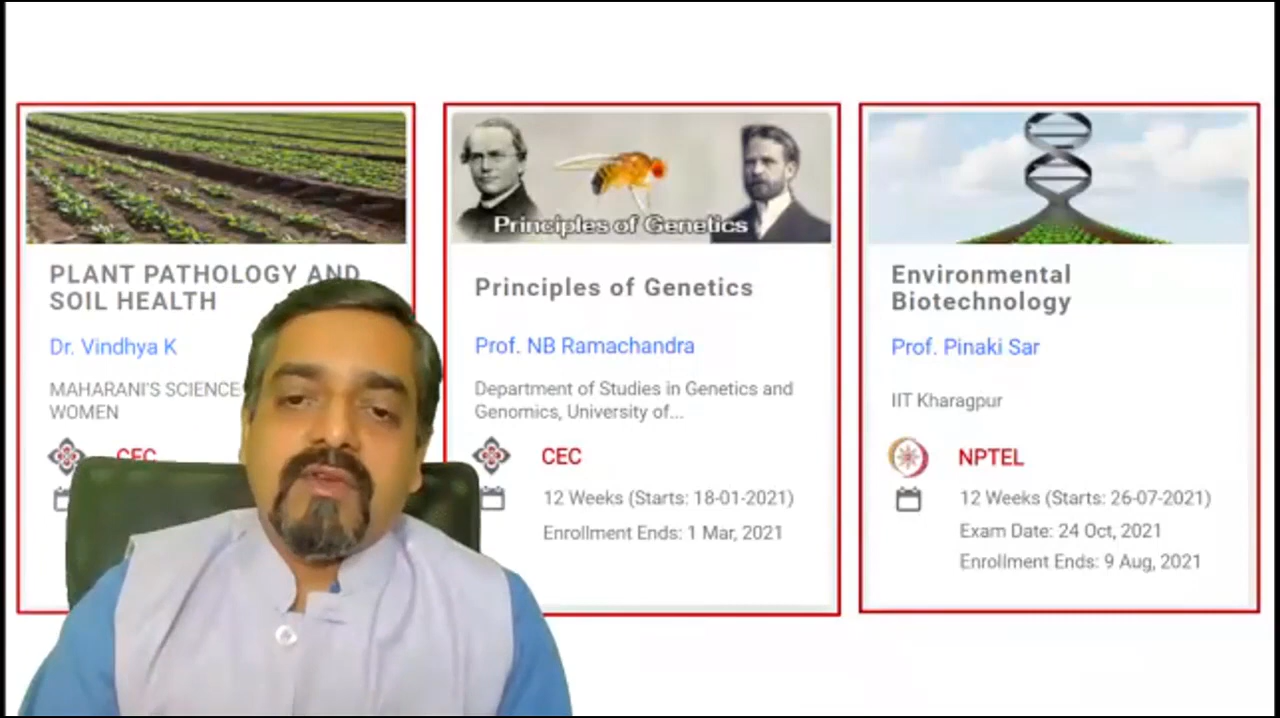 PLANT PATHOLOGY AND
SOIL HEALTH
Dr. Vindhya K
MAHARANI'S SCIENCE
WOMEN
CEC
Principles of Genetics
Principles of Genetics
Prof. NB Ramachandra
Department of Studies in Genetics and
Genomics, University of...
CEC
12 Weeks (Starts: 18-01-2021)
Enrollment Ends: 1 Mar, 2021
Environmental
Biotechnology
Prof. Pinaki Sar
IIT Kharagpur
NPTEL
12 Weeks (Starts: 26-07-2021)
Exam Date: 24 Oct, 2021
Enrollment Ends: 9 Aug, 2021